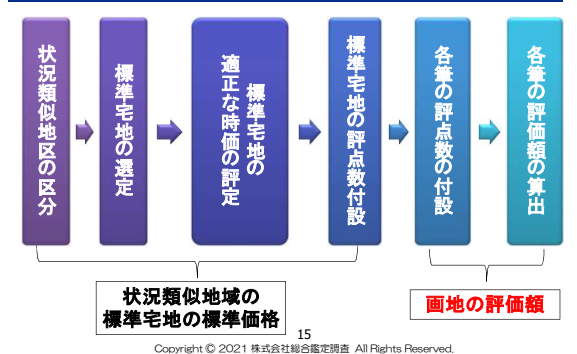 状況類似地区の区分
標準宅地の選定
標準宅地の
適正な時価の評定
標準宅地の評点数付設
各筆の評点数の付設
各筆の評価額の算出
状況類似地域の
標準宅地の標準価格
画地の評価額
15
Copyright © 2021 株式会社総合鑑定調査 All Rights Reserved.